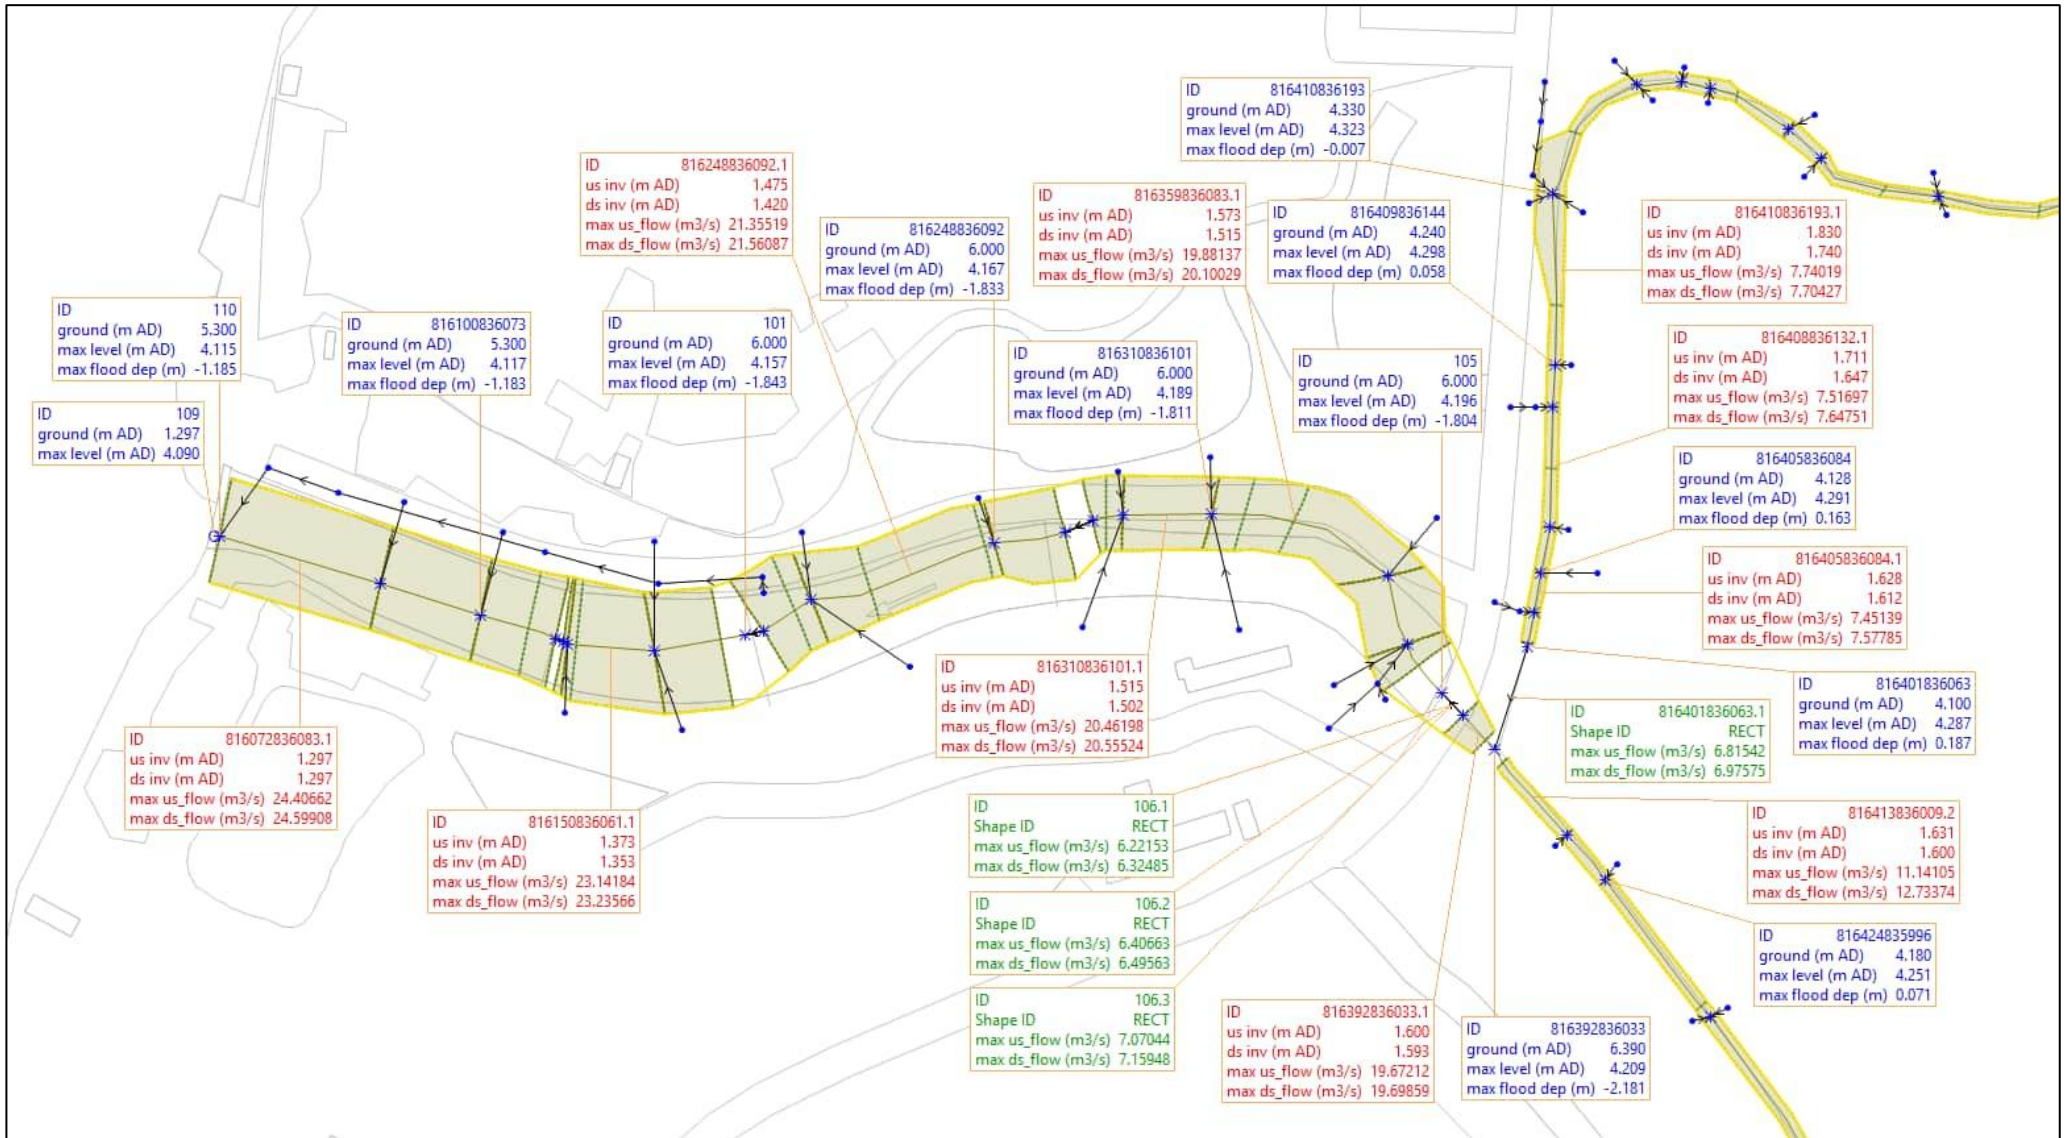 ID 816410836193
ground (m AD) 4.330
max level (m AD) 4.323
max flood dep (m) -0.007
ID 816248836092.1
us inv (m AD) 1.475
ds inv (m AD) 1.420
max us_flow (m3/s) 21.35519
max ds_flow (m3/s) 21.56087
ID 816248836092
ground (m AD) 6.000
max level (m AD) 4.167
max flood dep (m) -1.833
ID 816359836083.1
us inv (m AD) 1.573
ds inv (m AD) 1.515
max us_flow (m3/s) 19.88137
max ds_flow (m3/s) 20.10029
ID 816409836144
ground (m AD) 4.240
max level (m AD) 4.298
max flood dep (m) 0.058
ID 816410836193.1
us inv (m AD) 1.830
ds inv (m AD) 1.740
max us_flow (m3/s) 7.74019
max ds_flow (m3/s) 7.70427
ID 110
ground (m AD) 5.300
max level (m AD) 4.115
max flood dep (m) -1.185
ID 816100836073
ground (m AD) 5.300
max level (m AD) 4.117
max flood dep (m) -1.183
ID 101
ground (m AD) 6.000
max level (m AD) 4.157
max flood dep (m) -1.843
ID 816310836101
ground (m AD) 6.000
max level (m AD) 4.189
max flood dep (m) -1.811
ID 105
ground (m AD) 6.000
max level (m AD) 4.196
max flood dep (m) -1.804
ID 816408836132.1
us inv (m AD) 1.711
ds inv (m AD) 1.647
max us_flow (m3/s) 7.51697
max ds_flow (m3/s) 7.64751
ID 109
ground (m AD) 1.297
max level (m AD) 4.090
ID 816405836084
ground (m AD) 4.128
max level (m AD) 4.291
max flood dep (m) 0.163
ID 816405836084.1
us inv (m AD) 1.628
ds inv (m AD) 1.612
max us_flow (m3/s) 7.45139
max ds_flow (m3/s) 7.57785
ID 816310836101.1
us inv (m AD) 1.515
ds inv (m AD) 1.502
max us_flow (m3/s) 20.46198
max ds_flow (m3/s) 20.55524
ID 816401836063
ground (m AD) 4.100
max level (m AD) 4.287
max flood dep (m) 0.187
ID 816401836063.1
Shape ID RECT
max us_flow (m3/s) 6.81542
max ds_flow (m3/s) 6.97575
ID 816072836083.1
us inv (m AD) 1.297
ds inv (m AD) 1.297
max us_flow (m3/s) 24.40662
max ds_flow (m3/s) 24.59908
ID 816150836061.1
us inv (m AD) 1.373
ds inv (m AD) 1.353
max us_flow (m3/s) 23.14184
max ds_flow (m3/s) 23.23566
ID 106.1
Shape ID RECT
max us_flow (m3/s) 6.22153
max ds_flow (m3/s) 6.32485
ID 816413836009.2
us inv (m AD) 1.631
ds inv (m AD) 1.600
max us_flow (m3/s) 11.14105
max ds_flow (m3/s) 12.73374
ID 106.2
Shape ID RECT
max us_flow (m3/s) 6.40663
max ds_flow (m3/s) 6.49563
ID 816424835996
ground (m AD) 4.180
max level (m AD) 4.251
max flood dep (m) 0.071
ID 106.3
Shape ID RECT
max us_flow (m3/s) 7.07044
max ds_flow (m3/s) 7.15948
ID 816392836033.1
us inv (m AD) 1.600
ds inv (m AD) 1.593
max us_flow (m3/s) 19.67212
max ds_flow (m3/s) 19.69859
ID 816392836033
ground (m AD) 6.390
max level (m AD) 4.209
max flood dep (m) -2.181